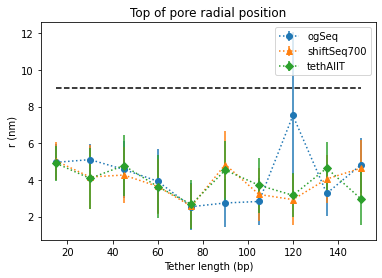 Top of pore radial position
ogSeq
shiftSeq700
tethAllT
12
10
8
6
4
2
r (nm)
20 40 60 80 100 120 140
Tether length (bp)